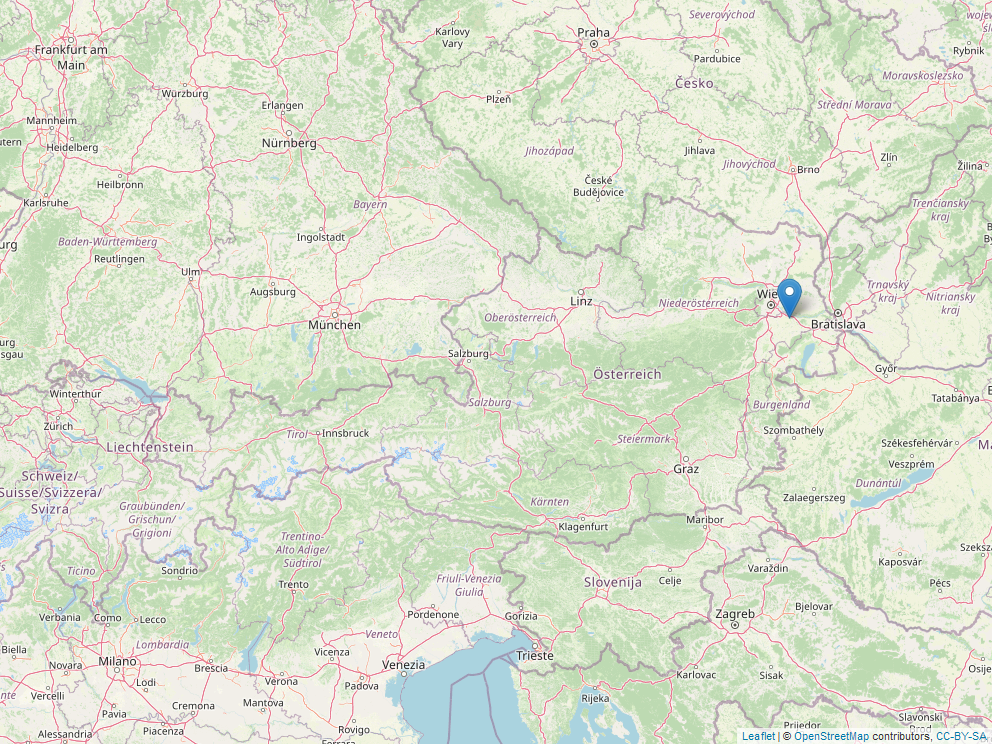 Praha
Karlovy
Vary
Severovýchod
Pardubice
Rybnik
Frankfurt am
Main
Česko
Moravskoslezsko
Plzeň
Würzburg
Erlangen
Střední Morava
Mannheim
Nürnberg
Heidelberg
Jihozápad
Jihlava
Jihovýchod
Brno
Zlín
Žilina
Heilbronn
České
Budějovice
Karlsruhe
Bayern
Trenčiansky
kraj
Baden-Württemberg
Ingolstadt
Reutlingen
Ulm
Augsburg
Trnavský
kraj
Nitriansky
kraj
Linz
Niederösterreich
München
Oberösterreich
Bratislava
Salzburg
Győr
Österreich
Winterthur
Salzburg
Burgenland
Tatabánya
Zürich
Tirol
Innsbruck
Szombathely
Liechtenstein
Steiermark
Székesfehérvár
Graz
Veszprém
Schweiz/
Suisse/Svizzera/
Svizra
Dunántúl
Zalaegerszeg
Graubünden/
Grischun/
Grigioni
Kärnten
Klagenfurt
Maribor
Trentino-
Alto Adige/
Südtirol
Varaždin
Kaposvár
Ticino
Sondrio
Slovenija
Celje
Pécs
Trento
Friuli-Venezia
Giulia
Verbania
Como
Lecco
Pordenone
Gorizia
Zagreb
Bjelovar
Lombardia
Veneto
Biella
Milano
Vicenza
Trieste
Novara
Brescia
Venezia
Verona
Padova
Karlovac
Sisak
Vercelli
Lodi
Mantova
Rijeka
Pavia
Cremona
Rovigo
Slavonski
Alessandria
Piacenza
Prijedor
Leaflet | © OpenStreetMap contributors, CC-BY-SA